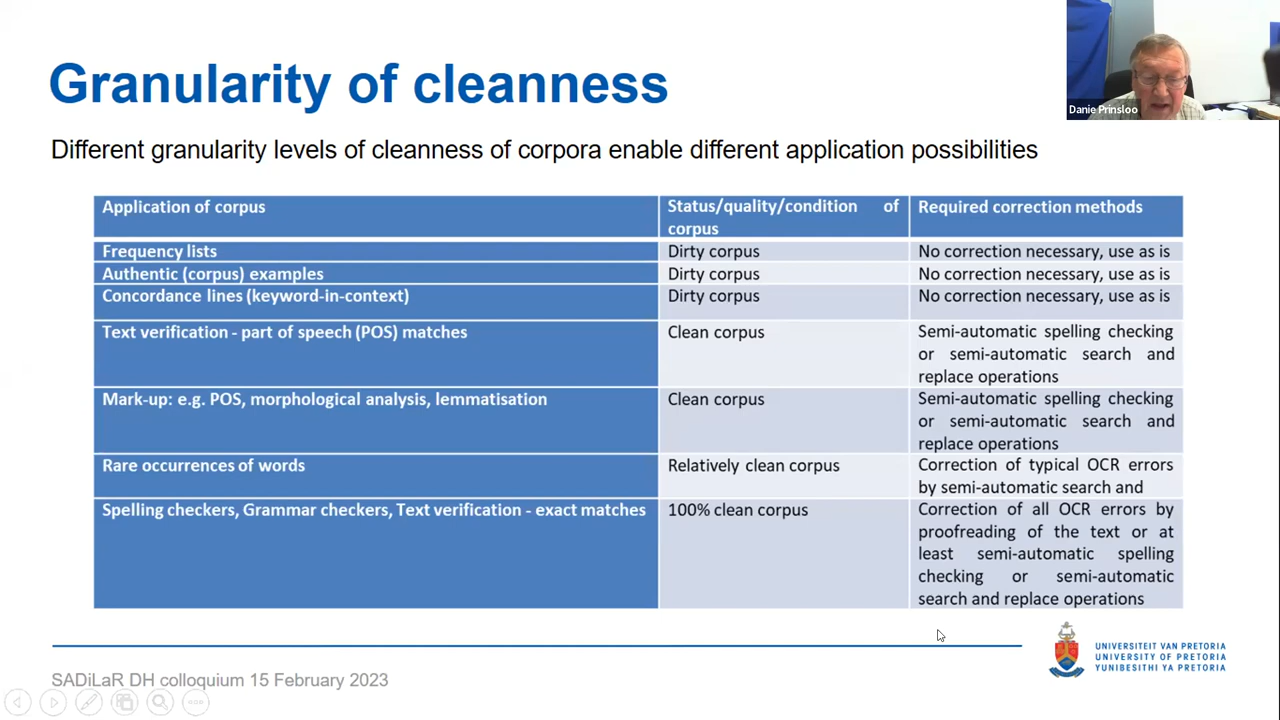 Granularity of cleanness
Danie Prinsloo
Different granularity levels of cleanness of corpora enable different application possibilities
Application of corpus
Status/quality/condition of
corpus
Required correction methods
Frequency lists
Dirty corpus
No correction necessary, use as is
Authentic (corpus) examples
Dirty corpus
No correction necessary, use as is
Concordance lines (keyword-in-context)
Dirty corpus
No correction necessary, use as is
Text verification - part of speech (POS) matches
Clean corpus
Semi-automatic spelling checking
or semi-automatic search and
replace operations
Mark-up: e.g. POS, morphological analysis, lemmatisation
Clean corpus
Semi-automatic spelling checking
or semi-automatic search and
replace operations
Rare occurrences of words
Relatively clean corpus
Correction of typical OCR errors
by semi-automatic search and
Spelling checkers, Grammar checkers, Text verification - exact matches
100% clean corpus
Correction of all OCR errors by
proofreading of the text or at
least semi-automatic spelling
checking or semi-automatic
search and replace operations
UNIVERSITEIT VAN PRETORIA
UNIVERSITY OF PRETORIA
YUNIBESITHI YA PRETORIA
SADiLaR DH colloquium 15 February 2023